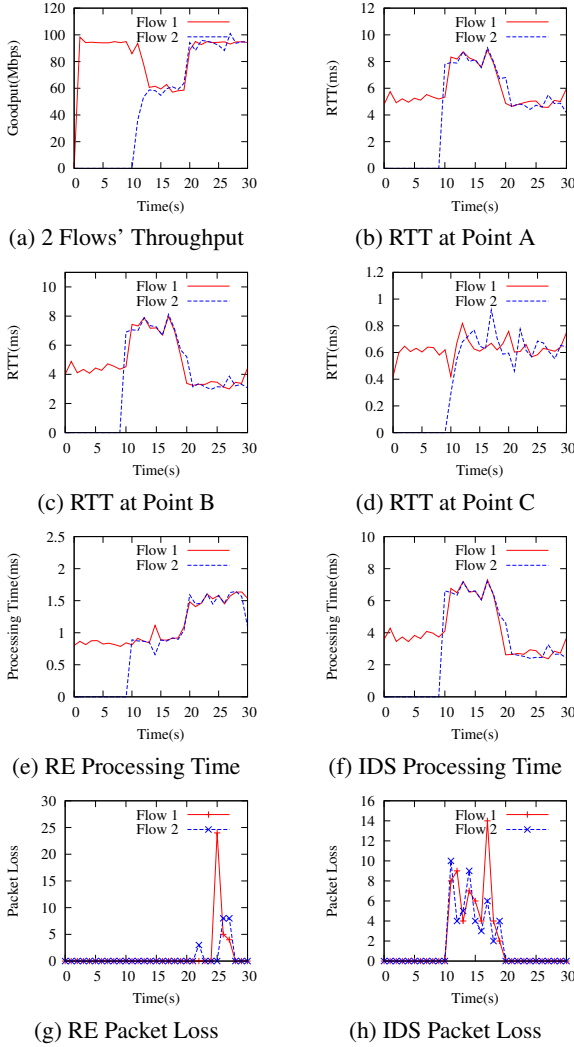 Goodput(Mbps)
140
120
100
80
60
40
20
0
Flow 1
Flow 2
0 5 10 15 20 25 30
Time(s)
(a) 2 Flows' Throughput
RTT(ms)
12
10
8
6
4
2
0
Flow 1
Flow 2
0 5 10 15 20 25 30
Time(s)
(b) RTT at Point A
RTT(ms)
10
8
6
4
2
0
Flow 1
Flow 2
0 5 10 15 20 25 30
Time(s)
(c) RTT at Point B
RTT(ms)
1.2
1
0.8
0.6
0.4
0.2
0
Flow 1
Flow 2
0 5 10 15 20 25 30
Time(s)
(d) RTT at Point C
Processing Time(ms)
2.5
2
1.5
1
0.5
0
Flow 1
Flow 2
0 5 10 15 20 25 30
Time(s)
(e) RE Processing Time
Processing Time(ms)
10
8
6
4
2
0
Flow 1
Flow 2
0 5 10 15 20 25 30
Time(s)
(f) IDS Processing Time
Packet Loss
30
25
20
15
10
5
0
Flow 1
Flow 2
0 5 10 15 20 25 30
Time(s)
(g) RE Packet Loss
Packet Loss
16
14
12
10
8
6
4
2
0
Flow 1
Flow 2
0 5 10 15 20 25 30
Time(s)
(h) IDS Packet Loss